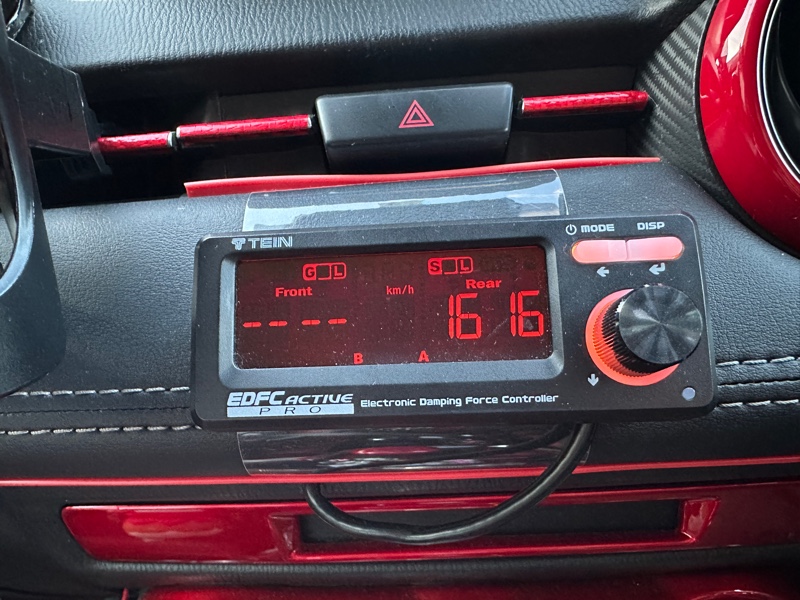 TEIN
MODE DISP
G L S L
Front km/h Rear
---- 16 16
B A
EDFC ACTIVE
PRO
Electronic Damping Force Controller